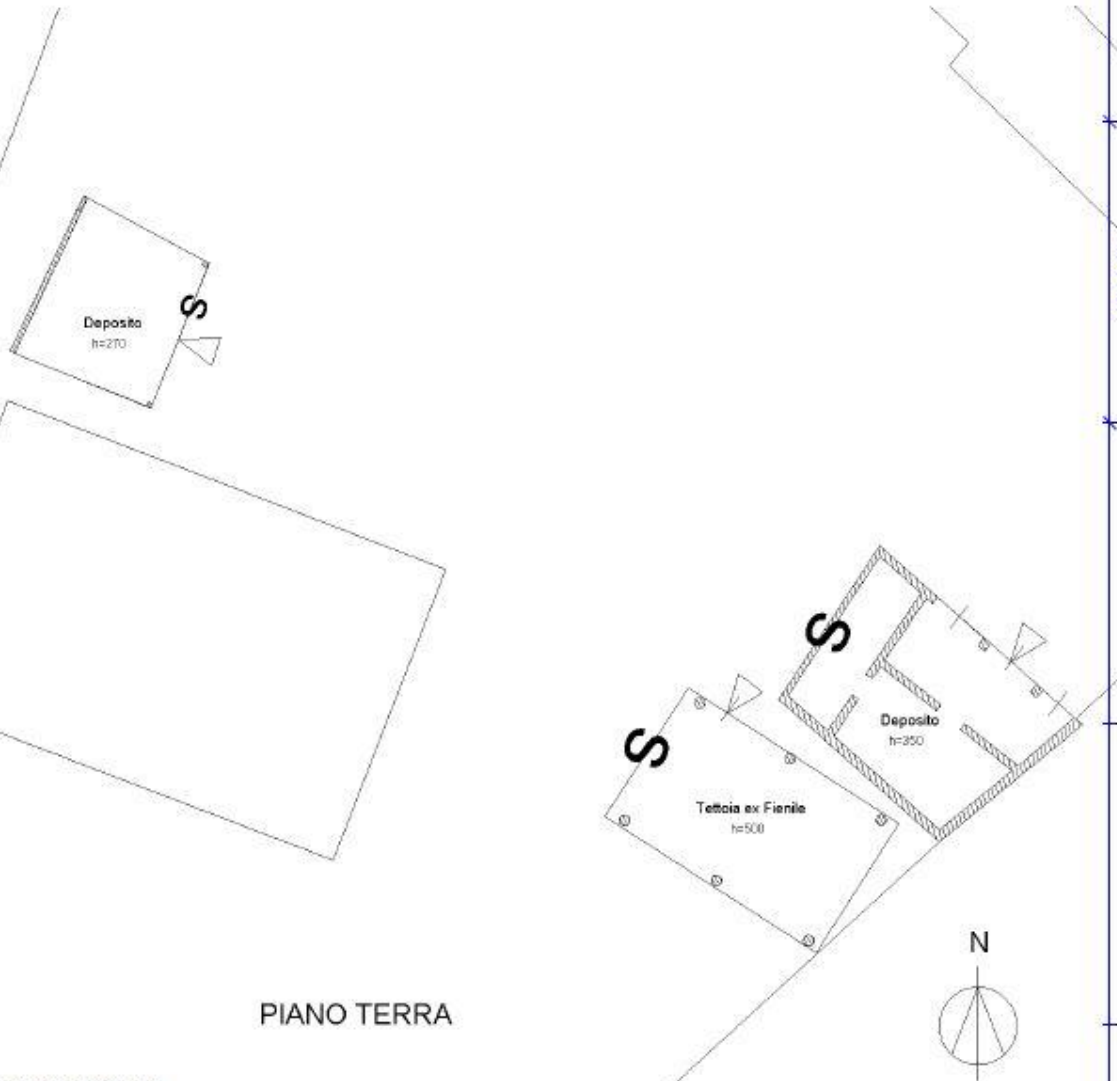 S
Deposito
h=270
S
S
Deposito
h=350
Tettoia ex Fienile
h=500
N
PIANO TERRA